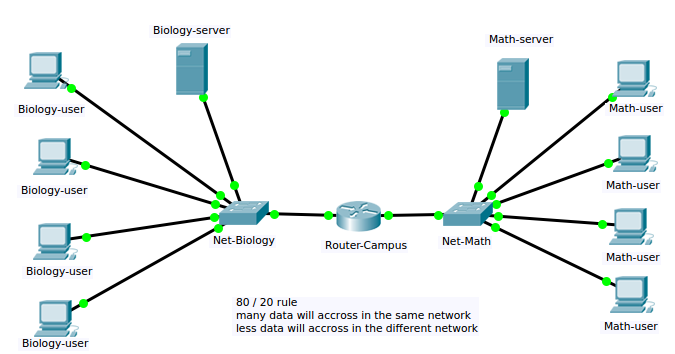 Biology-server
Math-server
Biology-user
Math-user
Biology-user
Math-user
Net-Biology
Router-Campus
Net-Math
Biology-user
Math-user
80 / 20 rule
many data will accross in the same network
less data will accross in the different network
Biology-user
Math-user